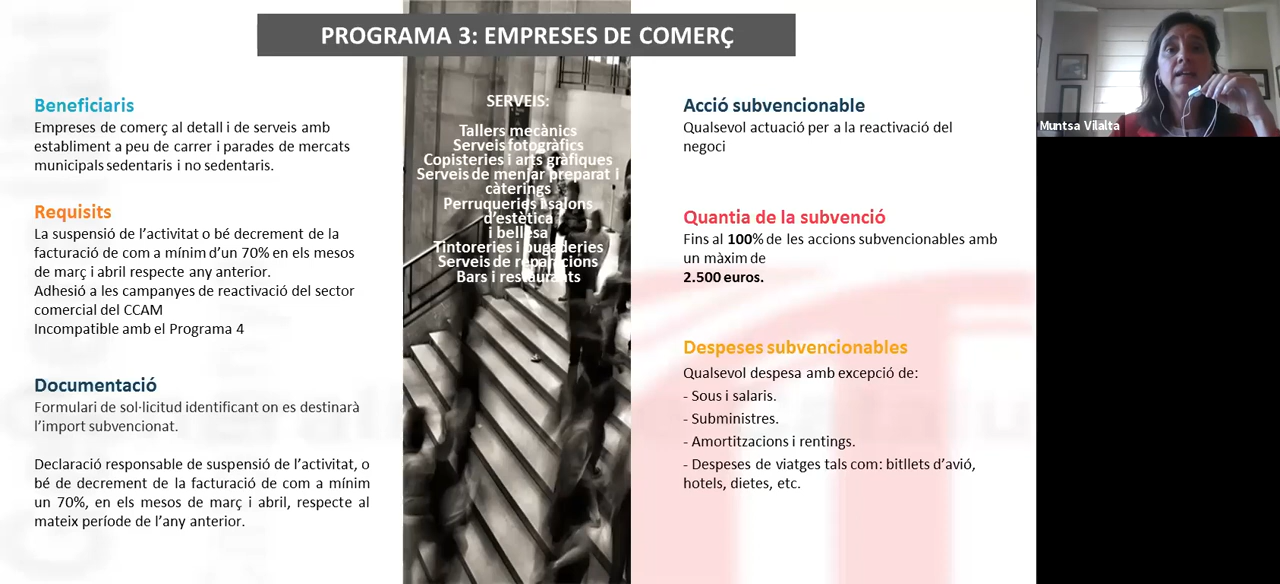 PROGRAMA 3: EMPRESES DE COMERÇ
Beneficiaris
Empreses de comerç al detall i de serveis amb
establiment a peu de carrer i parades de mercats
municipals sedentaris i no sedentaris.
Requisits
La suspensió de l’activitat o bé decrement de la
facturació de com a mínim d’un 70% en els mesos
de març i abril respecte any anterior.
Adhesió a les campanyes de reactivació del sector
comercial del CCAM
Incompatible amb el Programa 4
Documentació
Formulari de sol·licitud identificant on es destinarà
l’import subvencionat.
Declaració responsable de suspensió de l’activitat, o
bé de decrement de la facturació de com a mínim
un 70%, en els mesos de març i abril, respecte al
mateix període de l’any anterior.
SERVEIS:
Tallers mecànics
Serveis fotogràfics
Copisteries i arts gràfiques
Serveis de menjar preparat i
càterings
Perruqueries i salons
d’estètica
i bellesa
Tintoreries i bugaderies
Serveis de reparacions
Bars i restaurants
Acció subvencionable
Qualsevol actuació per a la reactivació del
negoci
Quantia de la subvenció
Fins al 100% de les accions subvencionables amb
un màxim de
2.500 euros.
Despeses subvencionables
Qualsevol despesa amb excepció de:
- Sous i salaris.
- Subministres.
- Amortitzacions i rentings.
- Despeses de viatges tals com: bitllets d’avió,
hotels, dietes, etc.
Muntsa Vilalta